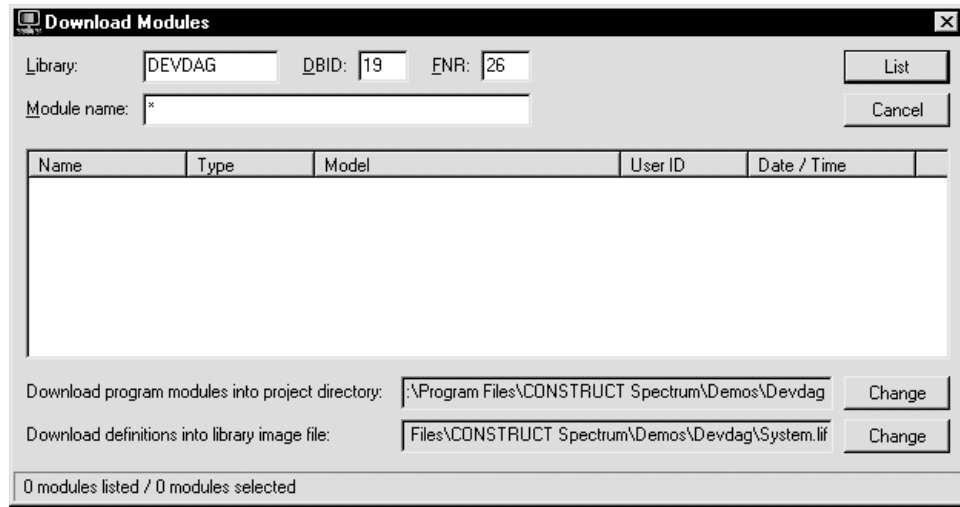 Download Modules
Library: DEVDAG DBID: 19 FNR: 26 List
Module name: * Cancel
Name Type Model User ID Date / Time
Download program modules into project directory: :\Program Files\CONSTRUCT Spectrum\Demos\Devdag Change
Download definitions into library image file: Files\CONSTRUCT Spectrum\Demos\Devdag\System.lif Change
0 modules listed / 0 modules selected